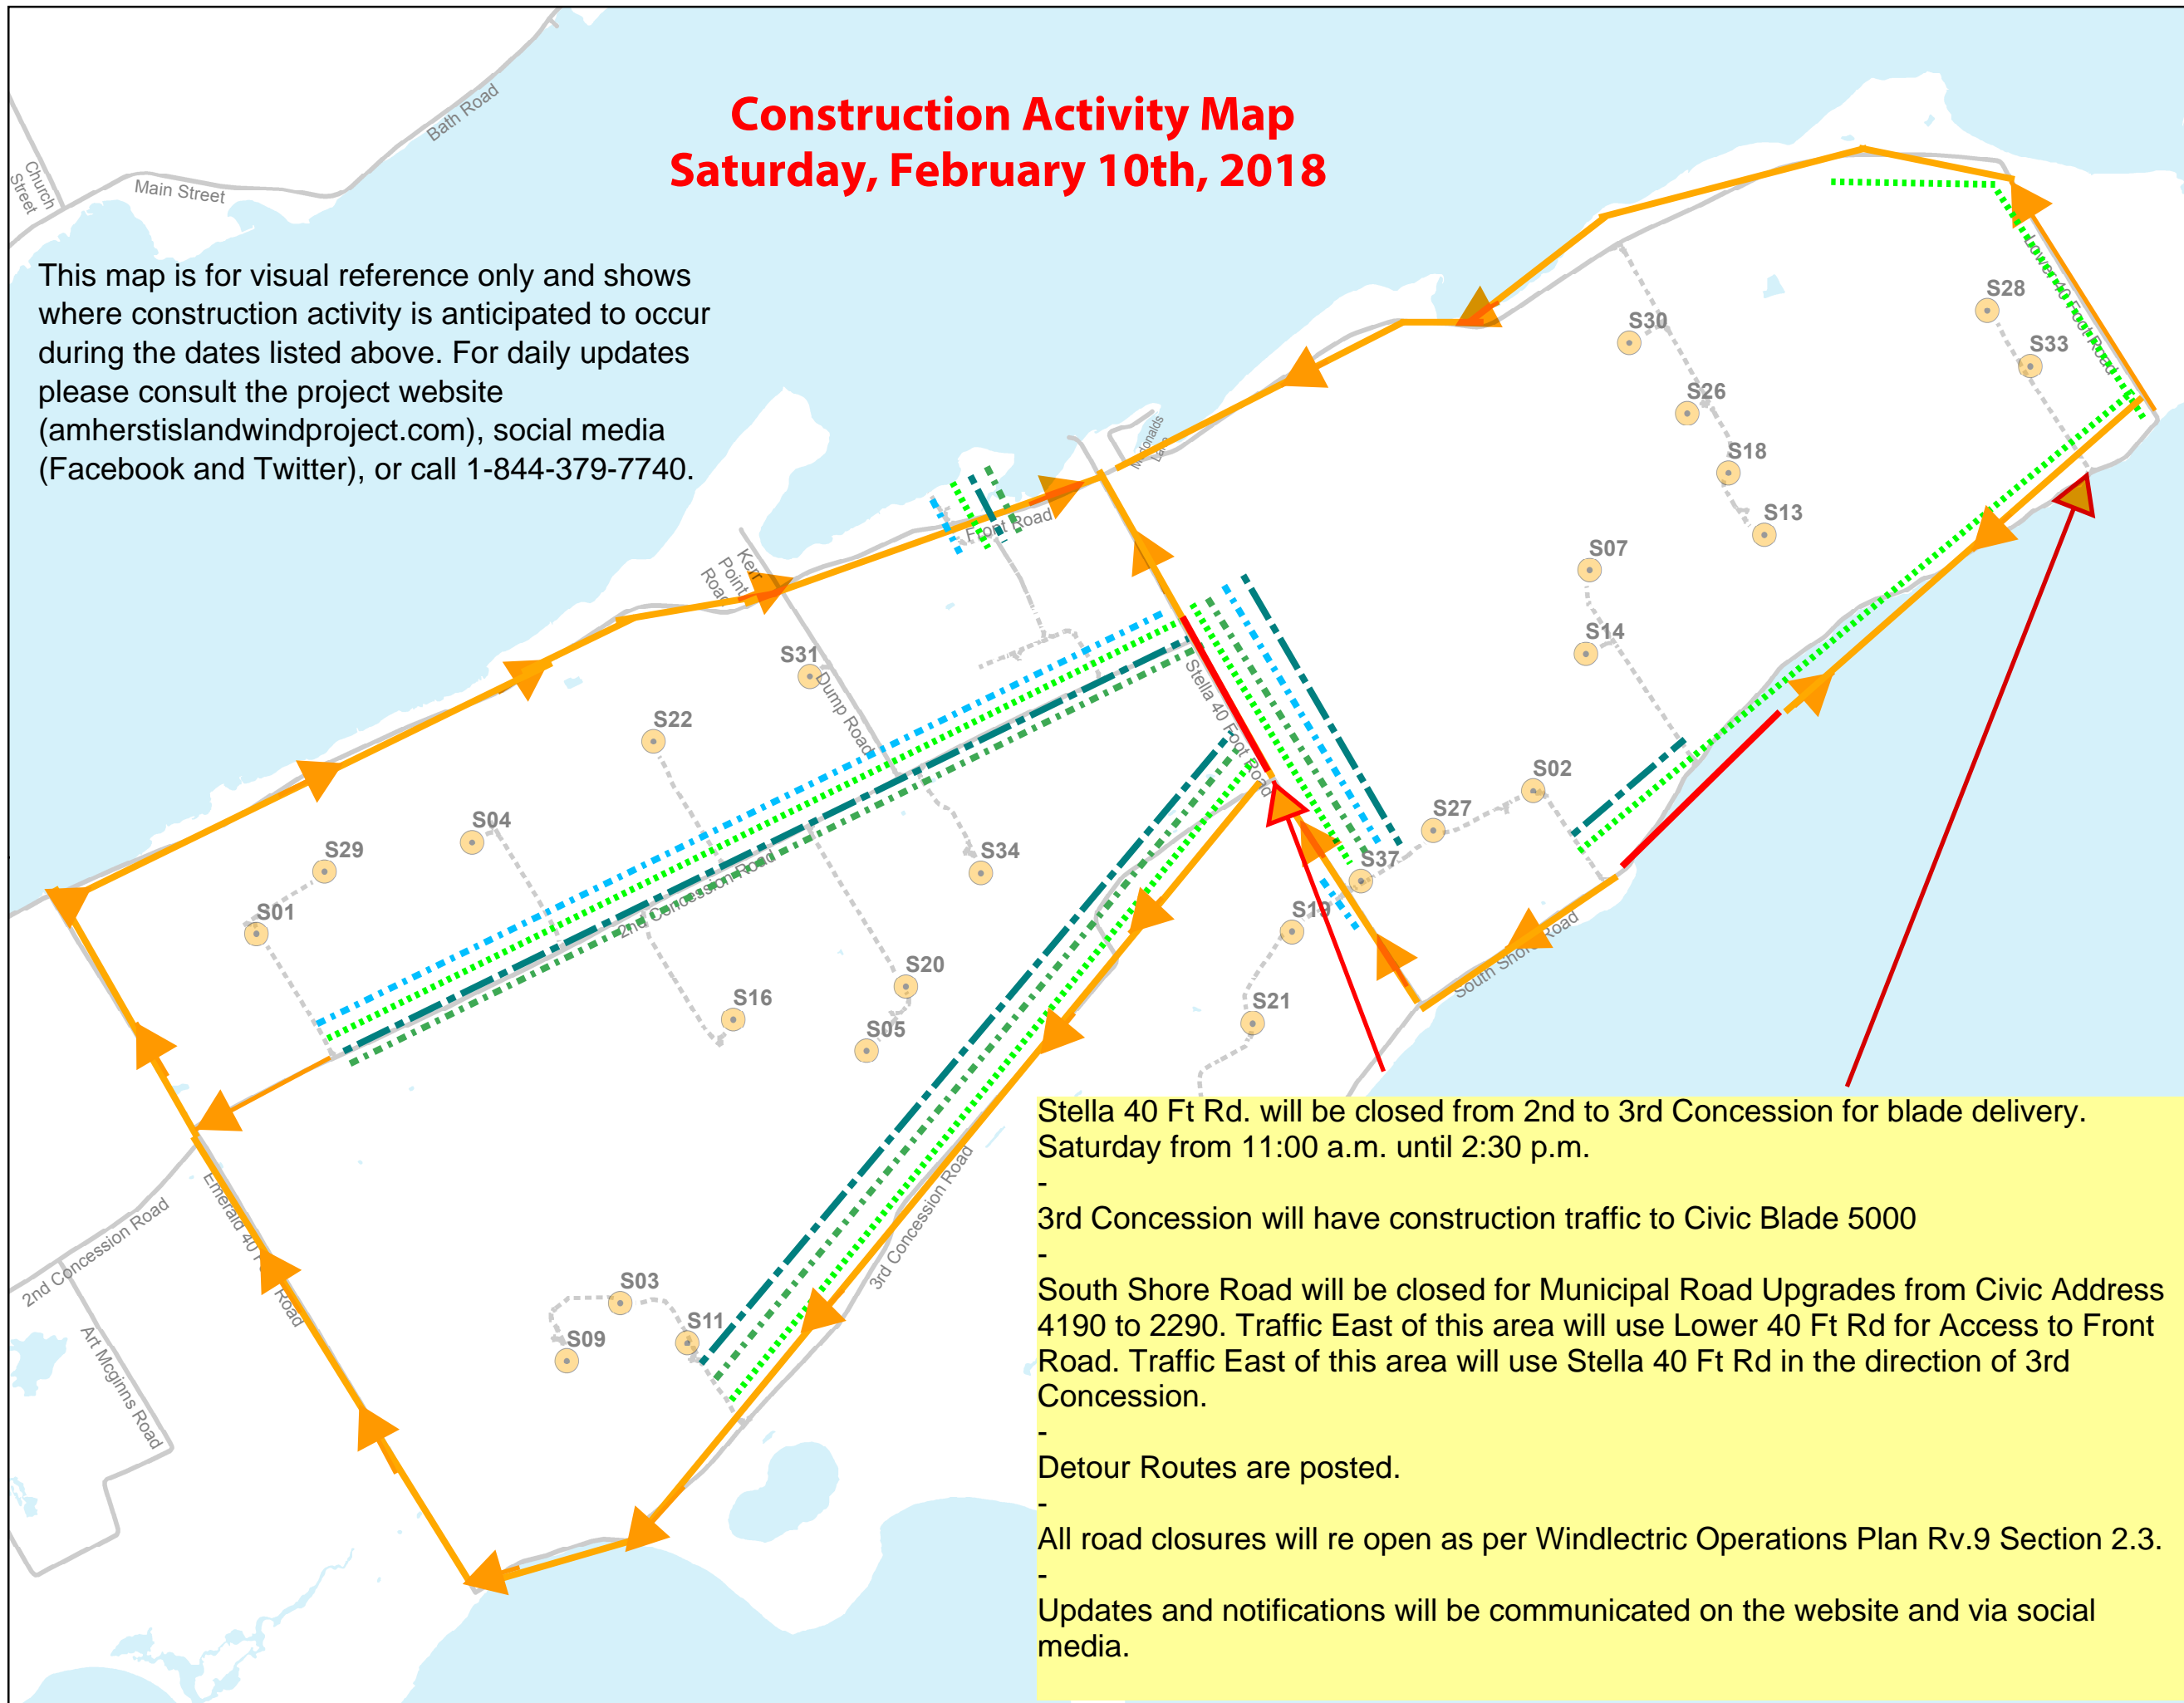 Construction Activity Map
Saturday, February 10th, 2018
Bath Road
Church
Street
Main Street
This map is for visual reference only and shows
where construction activity is anticipated to occur
during the dates listed above. For daily updates
please consult the project website
(amherstislandwindproject.com), social media
(Facebook and Twitter), or call 1-844-379-7740.
Lower 40 Foot Road
S28
S33
S30
S26
S18
S13
S07
S14
Mcdonalds
Lane
Front Road
Kerr
Point
Road
S31
Dump Road
Stella 40 Foot Road
S22
S04
S29
S01
S34
2nd Concession Road
S02
S27
S37
S19
S21
South Shore Road
S20
S16
S05
Emerald 40 Foot Road
2nd Concession Road
Art Mcginns Road
S03
S09
S11
3rd Concession Road
Stella 40 Ft Rd. will be closed from 2nd to 3rd Concession for blade delivery.
Saturday from 11:00 a.m. until 2:30 p.m.
-
3rd Concession will have construction traffic to Civic Blade 5000
-
South Shore Road will be closed for Municipal Road Upgrades from Civic Address
4190 to 2290. Traffic East of this area will use Lower 40 Ft Rd for Access to Front
Road. Traffic East of this area will use Stella 40 Ft Rd in the direction of 3rd
Concession.
-
Detour Routes are posted.
-
All road closures will re open as per Windlectric Operations Plan Rv.9 Section 2.3.
-
Updates and notifications will be communicated on the website and via social
media.